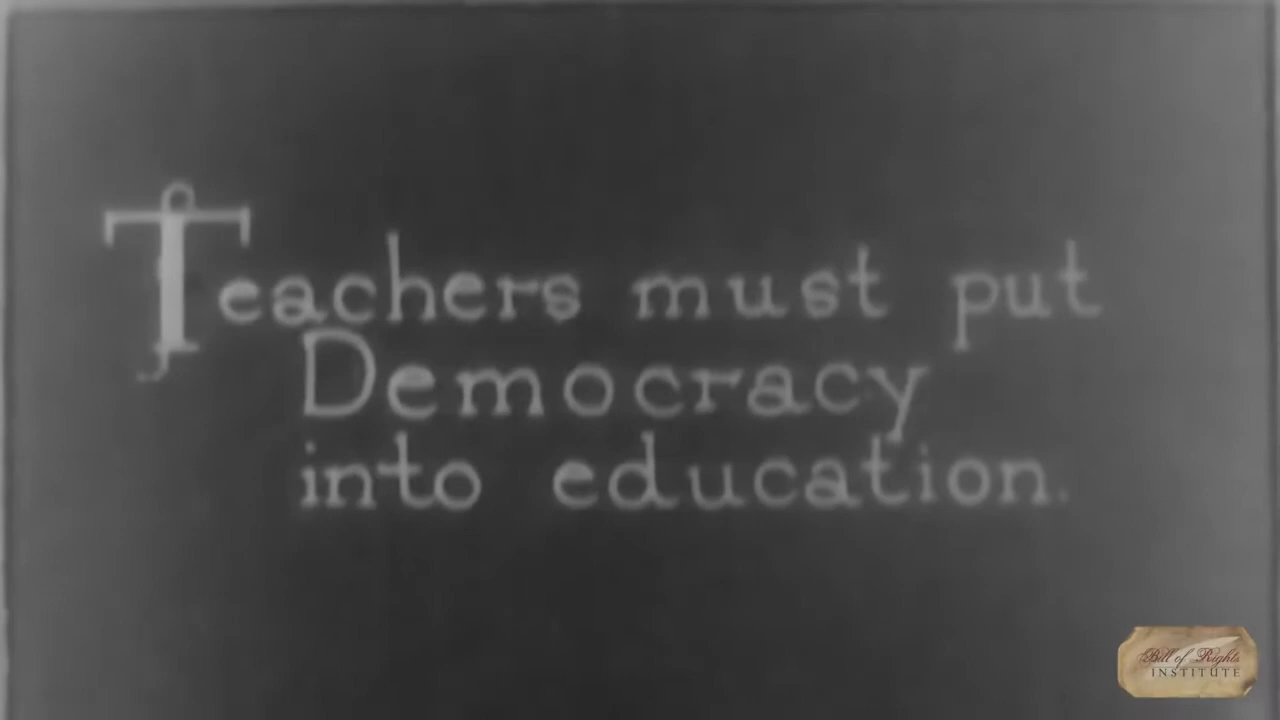 Teachers must put
Democracy
into education.
Bill of Rights
INSTITUTE